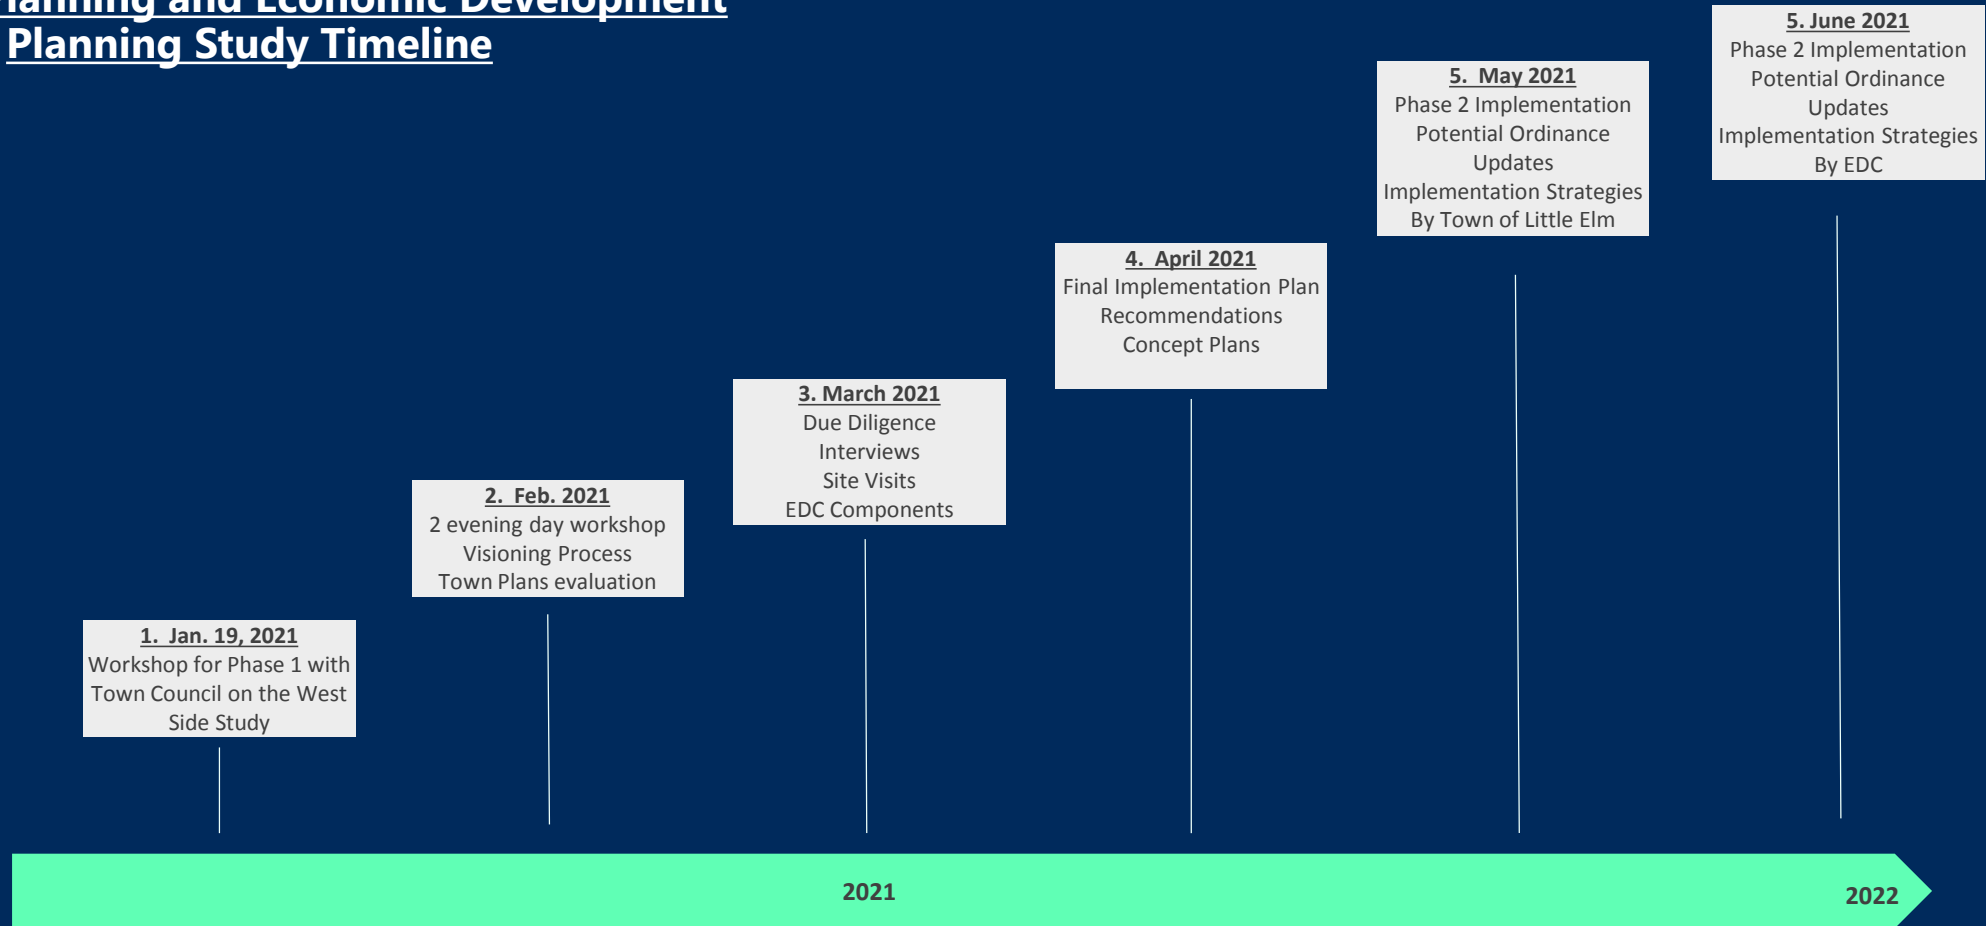 Planning and Economic Development
Planning Study Timeline
1. Jan. 19, 2021
Workshop for Phase 1 with
Town Council on the West
Side Study
2. Feb. 2021
2 evening day workshop
Visioning Process
Town Plans evaluation
3. March 2021
Due Diligence
Interviews
Site Visits
EDC Components
4. April 2021
Final Implementation Plan
Recommendations
Concept Plans
5. May 2021
Phase 2 Implementation
Potential Ordinance
Updates
Implementation Strategies
By Town of Little Elm
5. June 2021
Phase 2 Implementation
Potential Ordinance
Updates
Implementation Strategies
By EDC
2021
2022